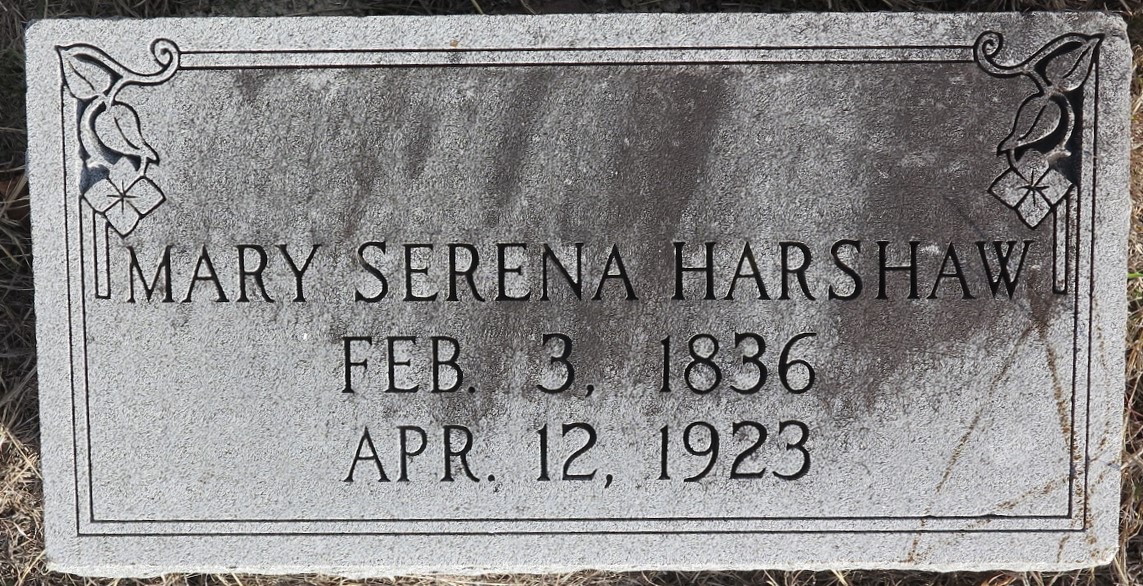 MARY SERENA HARSHAW
FEB. 3, 1836
APR. 12, 1923